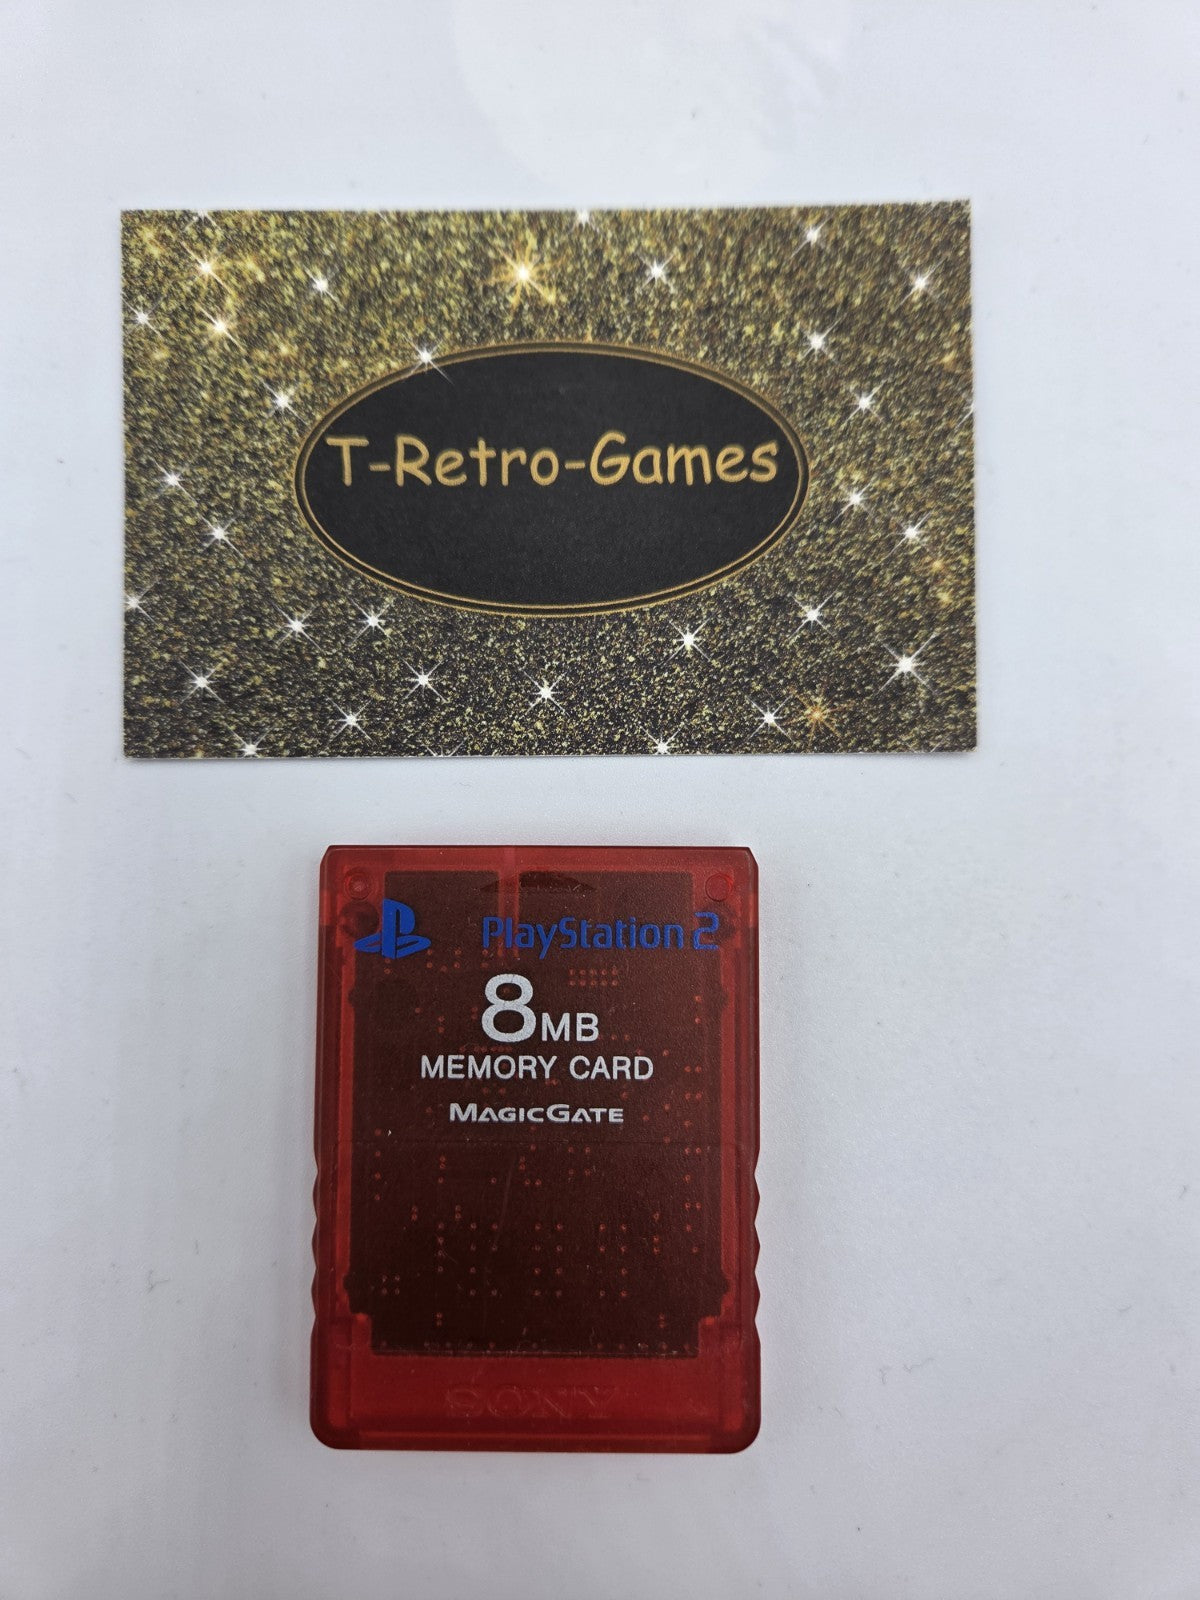 T-Retro-Games
PlayStation 2
8MB
MEMORY CARD
MAGICGATE
SONY